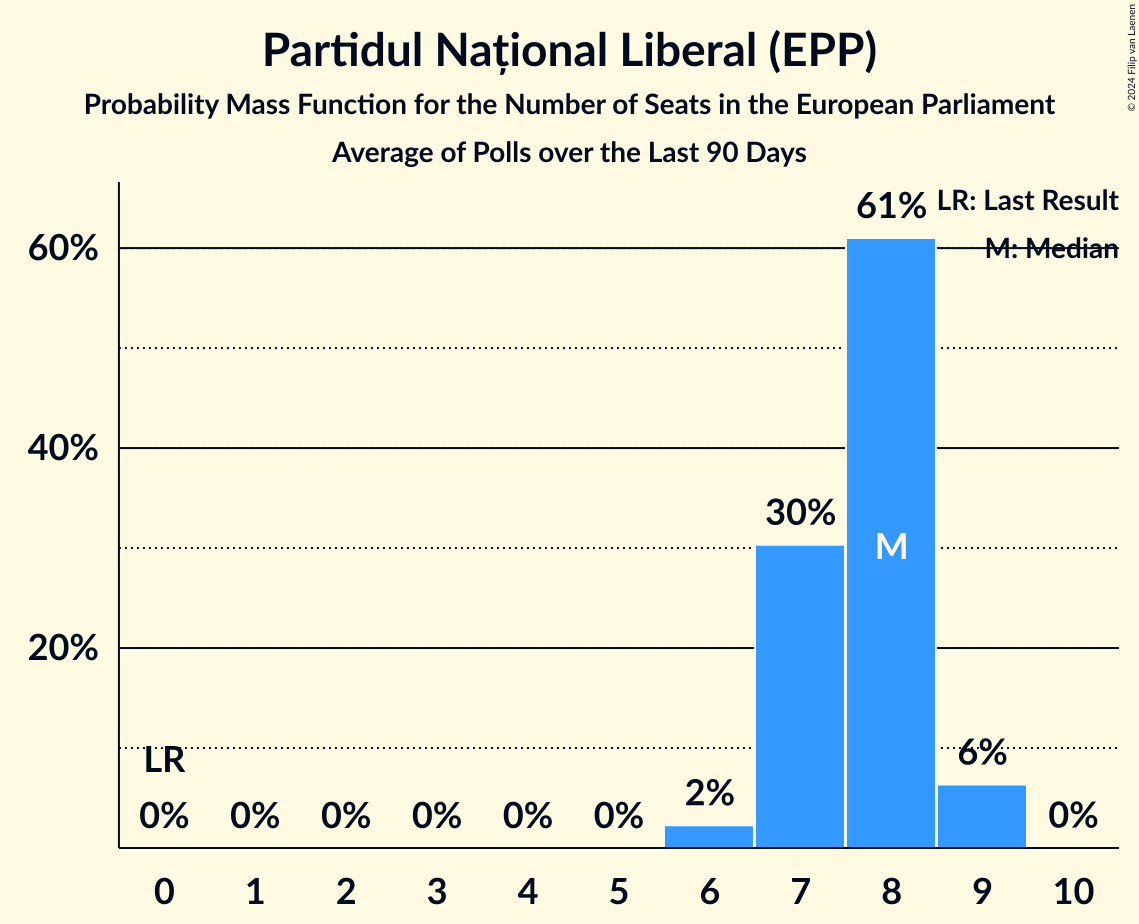 Partidul Național Liberal (EPP)
Probability Mass Function for the Number of Seats in the European Parliament
Average of Polls over the Last 90 Days
© 2024 Filip van Laenen
LR: Last Result
M: Median
60%
40%
20%
61%
30%
M
LR
6%
2%
0% 0% 0% 0% 0% 0% 0%
0 1 2 3 4 5 6 7 8 9 10